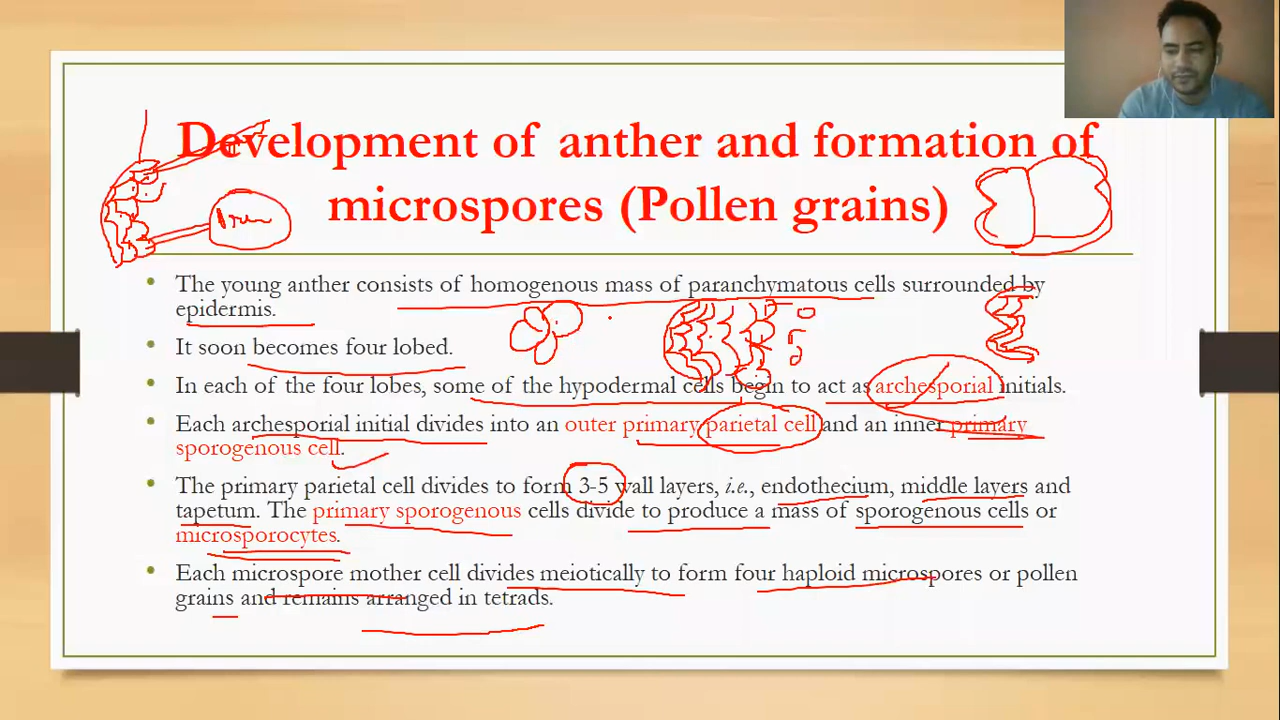 Development of anther and formation of
microspores (Pollen grains)
• The young anther consists of homogenous mass of paranchymatous cells surrounded by
epidermis.
• It soon becomes four lobed.
• In each of the four lobes, some of the hypodermal cells begin to act as archesporial initials.
• Each archesporial initial divides into an outer primary parietal cell and an inner primary
sporogenous cell.
• The primary parietal cell divides to form 3-5 wall layers, i.e., endothecium, middle layers and
tapetum. The primary sporogenous cells divide to produce a mass of sporogenous cells or
microsporocytes.
• Each microspore mother cell divides meiotically to form four haploid microspores or pollen
grains and remains arranged in tetrads.